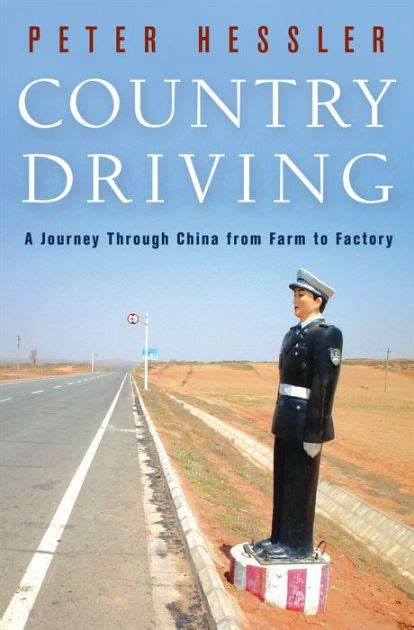 PETER HESSLER
COUNTRY
DRIVING
A Journey Through China from Farm to Factory